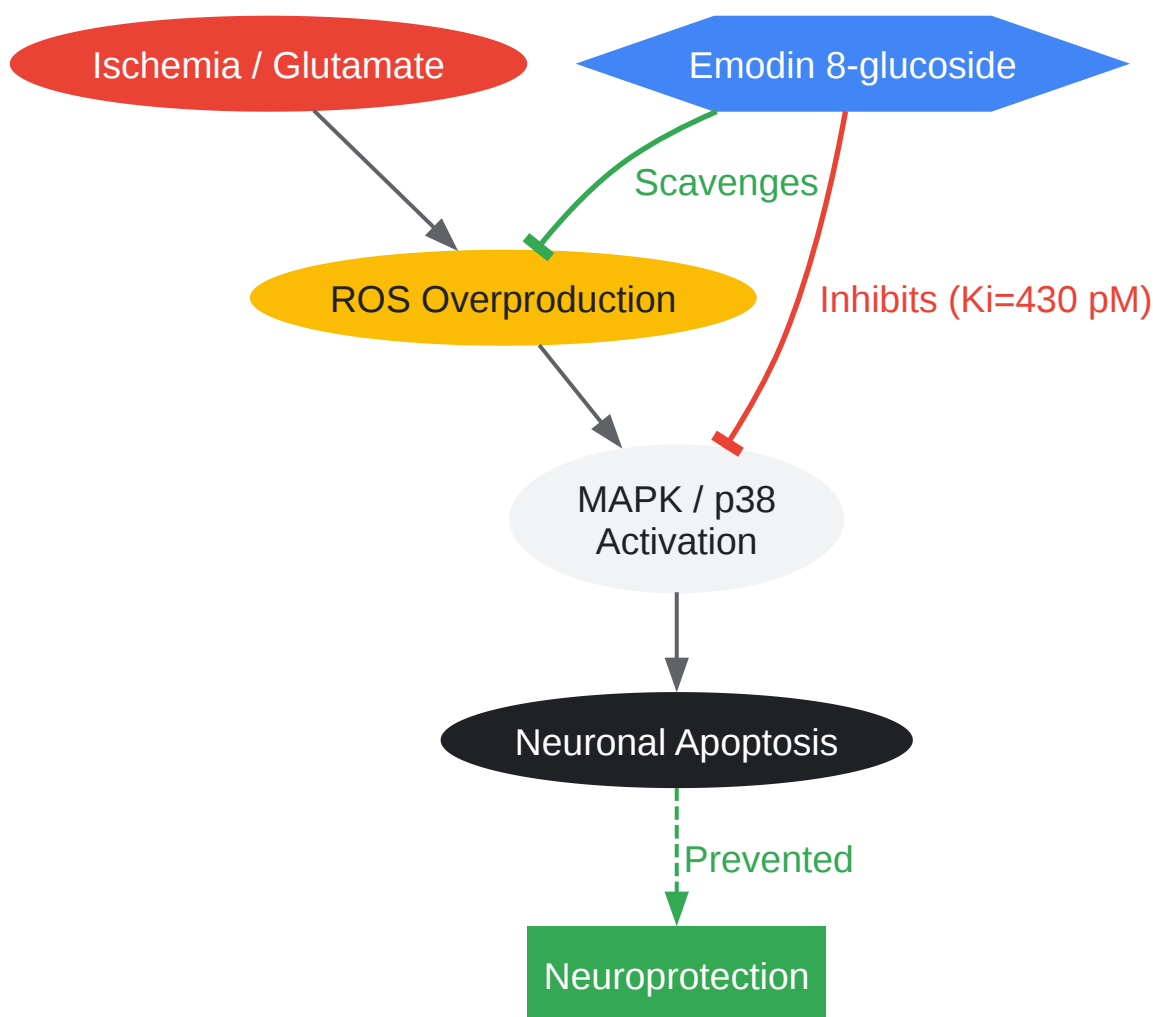 Ischemia / Glutamate
Emodin 8-glucoside
Scavenges
ROS Overproduction
Inhibits (Ki=430 pM)
MAPK / p38
Activation
Neuronal Apoptosis
Prevented
Neuroprotection